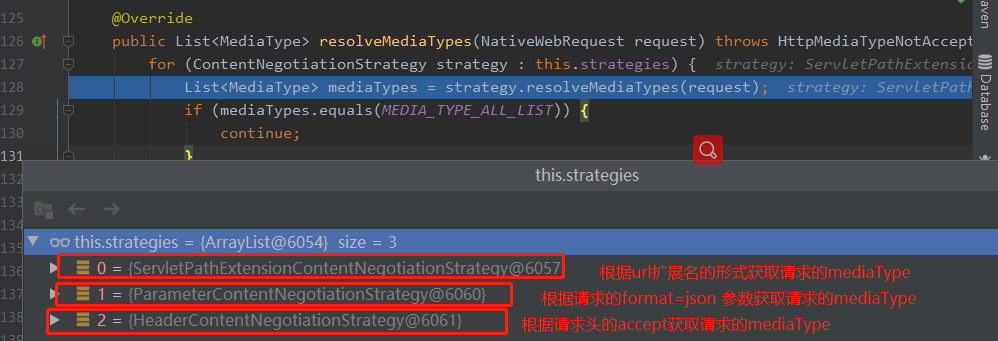 125
126
127
128
129
130
131
132
133
134
135
136
137
138
139
@Override
public List<MediaType> resolveMediaTypes(NativeWebRequest request) throws HttpMediaTypeNotAccept
for (ContentNegotiationStrategy strategy : this.strategies) { strategy: ServletPathExtension
List<MediaType> mediaTypes = strategy.resolveMediaTypes(request); strategy: ServletPath
if (mediaTypes.equals(MEDIA_TYPE_ALL_LIST)) {
continue;
}
this.strategies
this.strategies = {ArrayList@6054} size = 3
0 = {ServletPathExtensionContentNegotiationStrategy@6057 根据url扩展名的形式获取请求的mediaType
1 = {ParameterContentNegotiationStrategy@6060} 根据请求的format=json 参数获取请求的mediaType
2 = {HeaderContentNegotiationStrategy@6061} 根据请求头的accept获取请求的mediaType
aven
Database